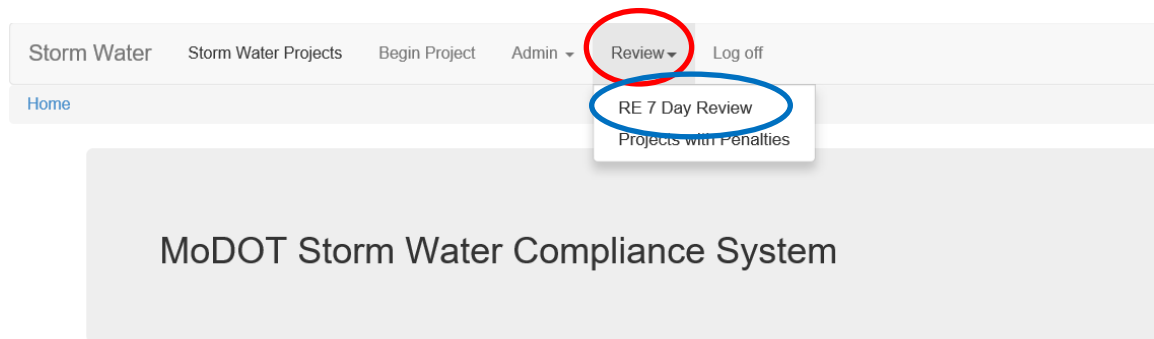 Storm Water Storm Water Projects Begin Project Admin Review Log off
Home
RE 7 Day Review
Projects with Penalties
MoDOT Storm Water Compliance System